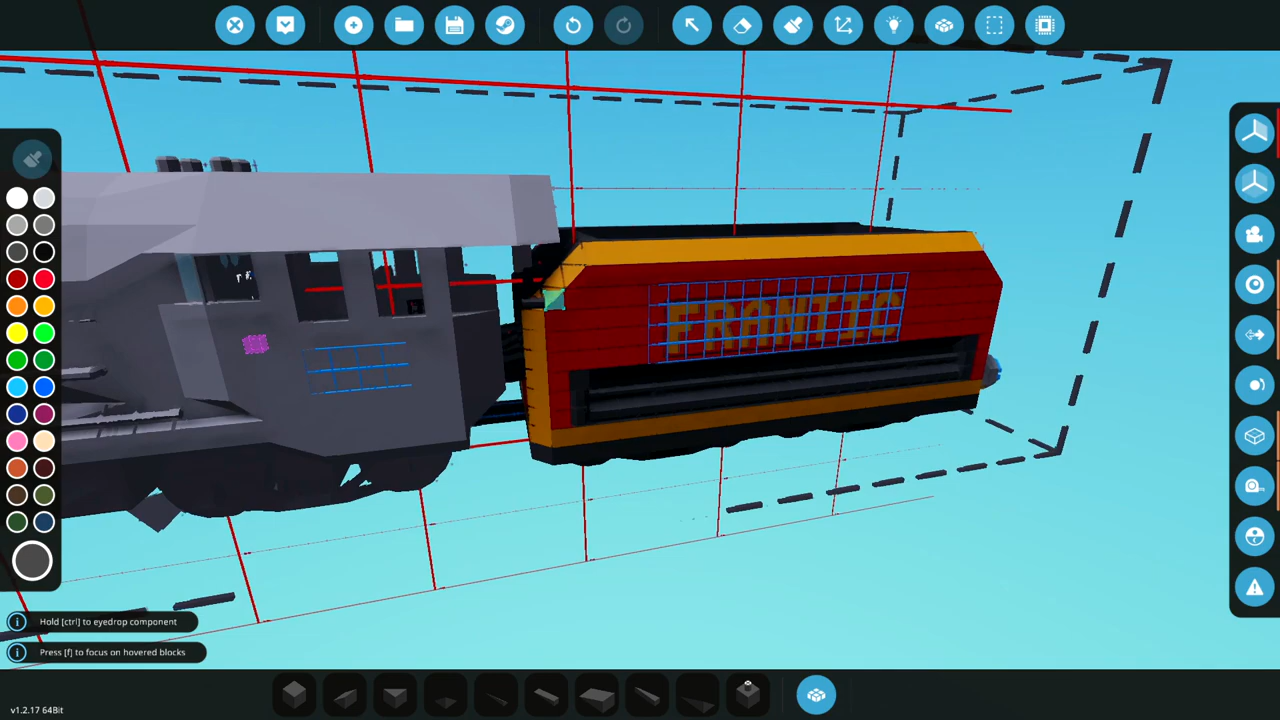 FRANTIC
Hold [ctrl] to eyedrop component
Press [f] to focus on hovered blocks
v1.2.17 64Bit